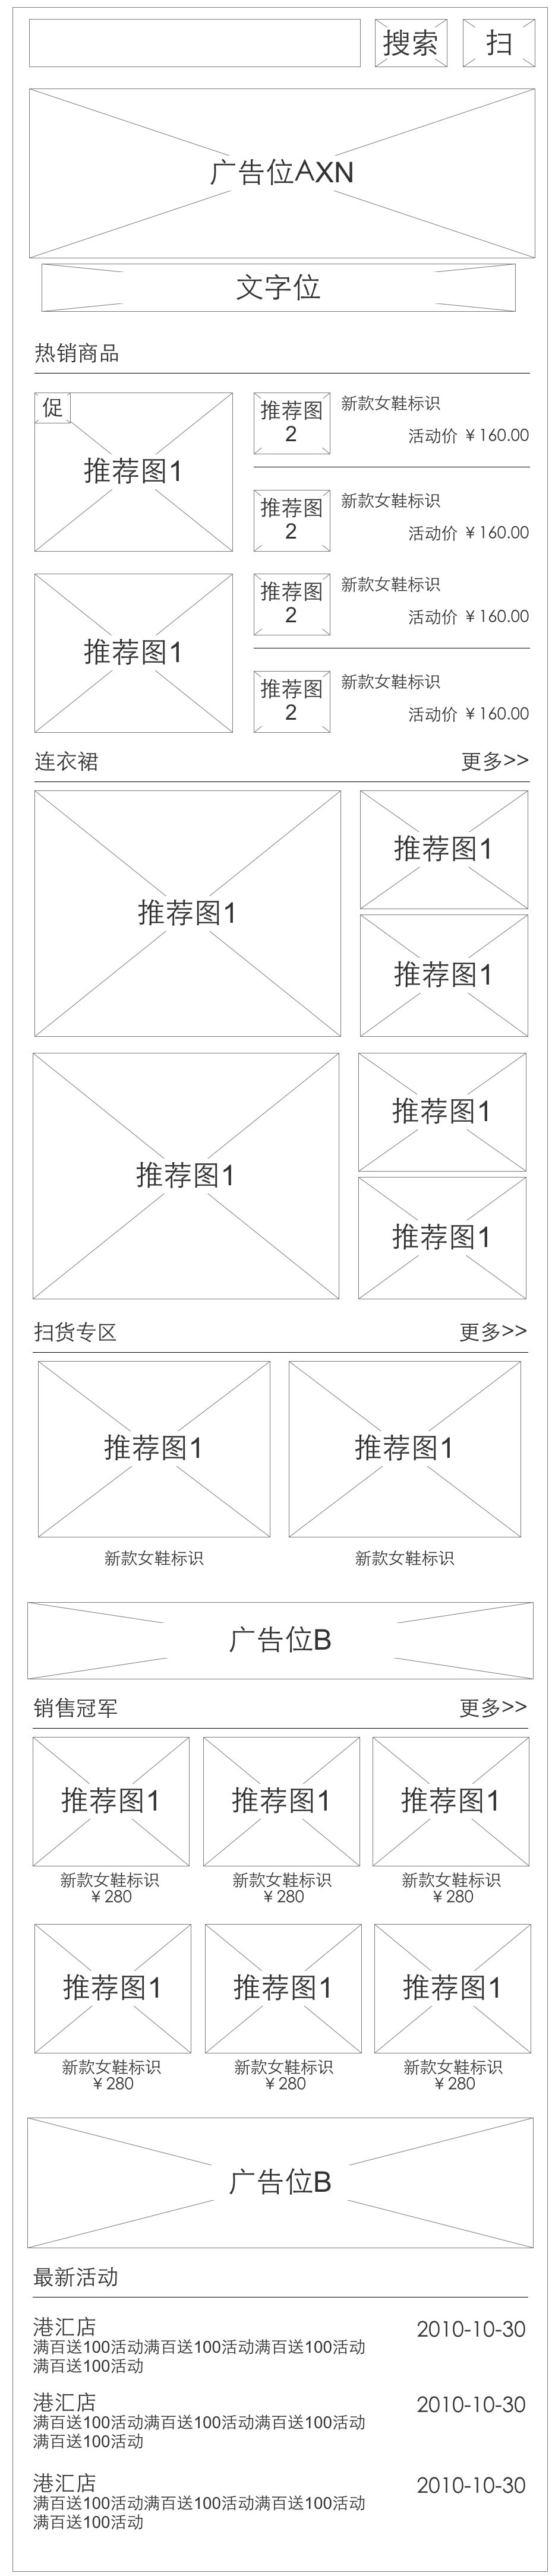 搜索 扫
广告位AXN
文字位
热销商品
促
推荐图1
推荐图
2
新款女鞋标识
活动价 ￥160.00
推荐图
2
新款女鞋标识
活动价 ￥160.00
推荐图1
推荐图
2
新款女鞋标识
活动价 ￥160.00
推荐图
2
新款女鞋标识
活动价 ￥160.00
连衣裙 更多>>
推荐图1
推荐图1
推荐图1
推荐图1
推荐图1
推荐图1
扫货专区 更多>>
推荐图1 推荐图1
新款女鞋标识 新款女鞋标识
广告位B
销售冠军 更多>>
推荐图1 推荐图1 推荐图1
新款女鞋标识 新款女鞋标识 新款女鞋标识
￥280 ￥280 ￥280
推荐图1 推荐图1 推荐图1
新款女鞋标识 新款女鞋标识 新款女鞋标识
￥280 ￥280 ￥280
广告位B
最新活动
港汇店 2010-10-30
满百送100活动满百送100活动满百送100活动
满百送100活动
港汇店 2010-10-30
满百送100活动满百送100活动满百送100活动
满百送100活动
港汇店 2010-10-30
满百送100活动满百送100活动满百送100活动
满百送100活动